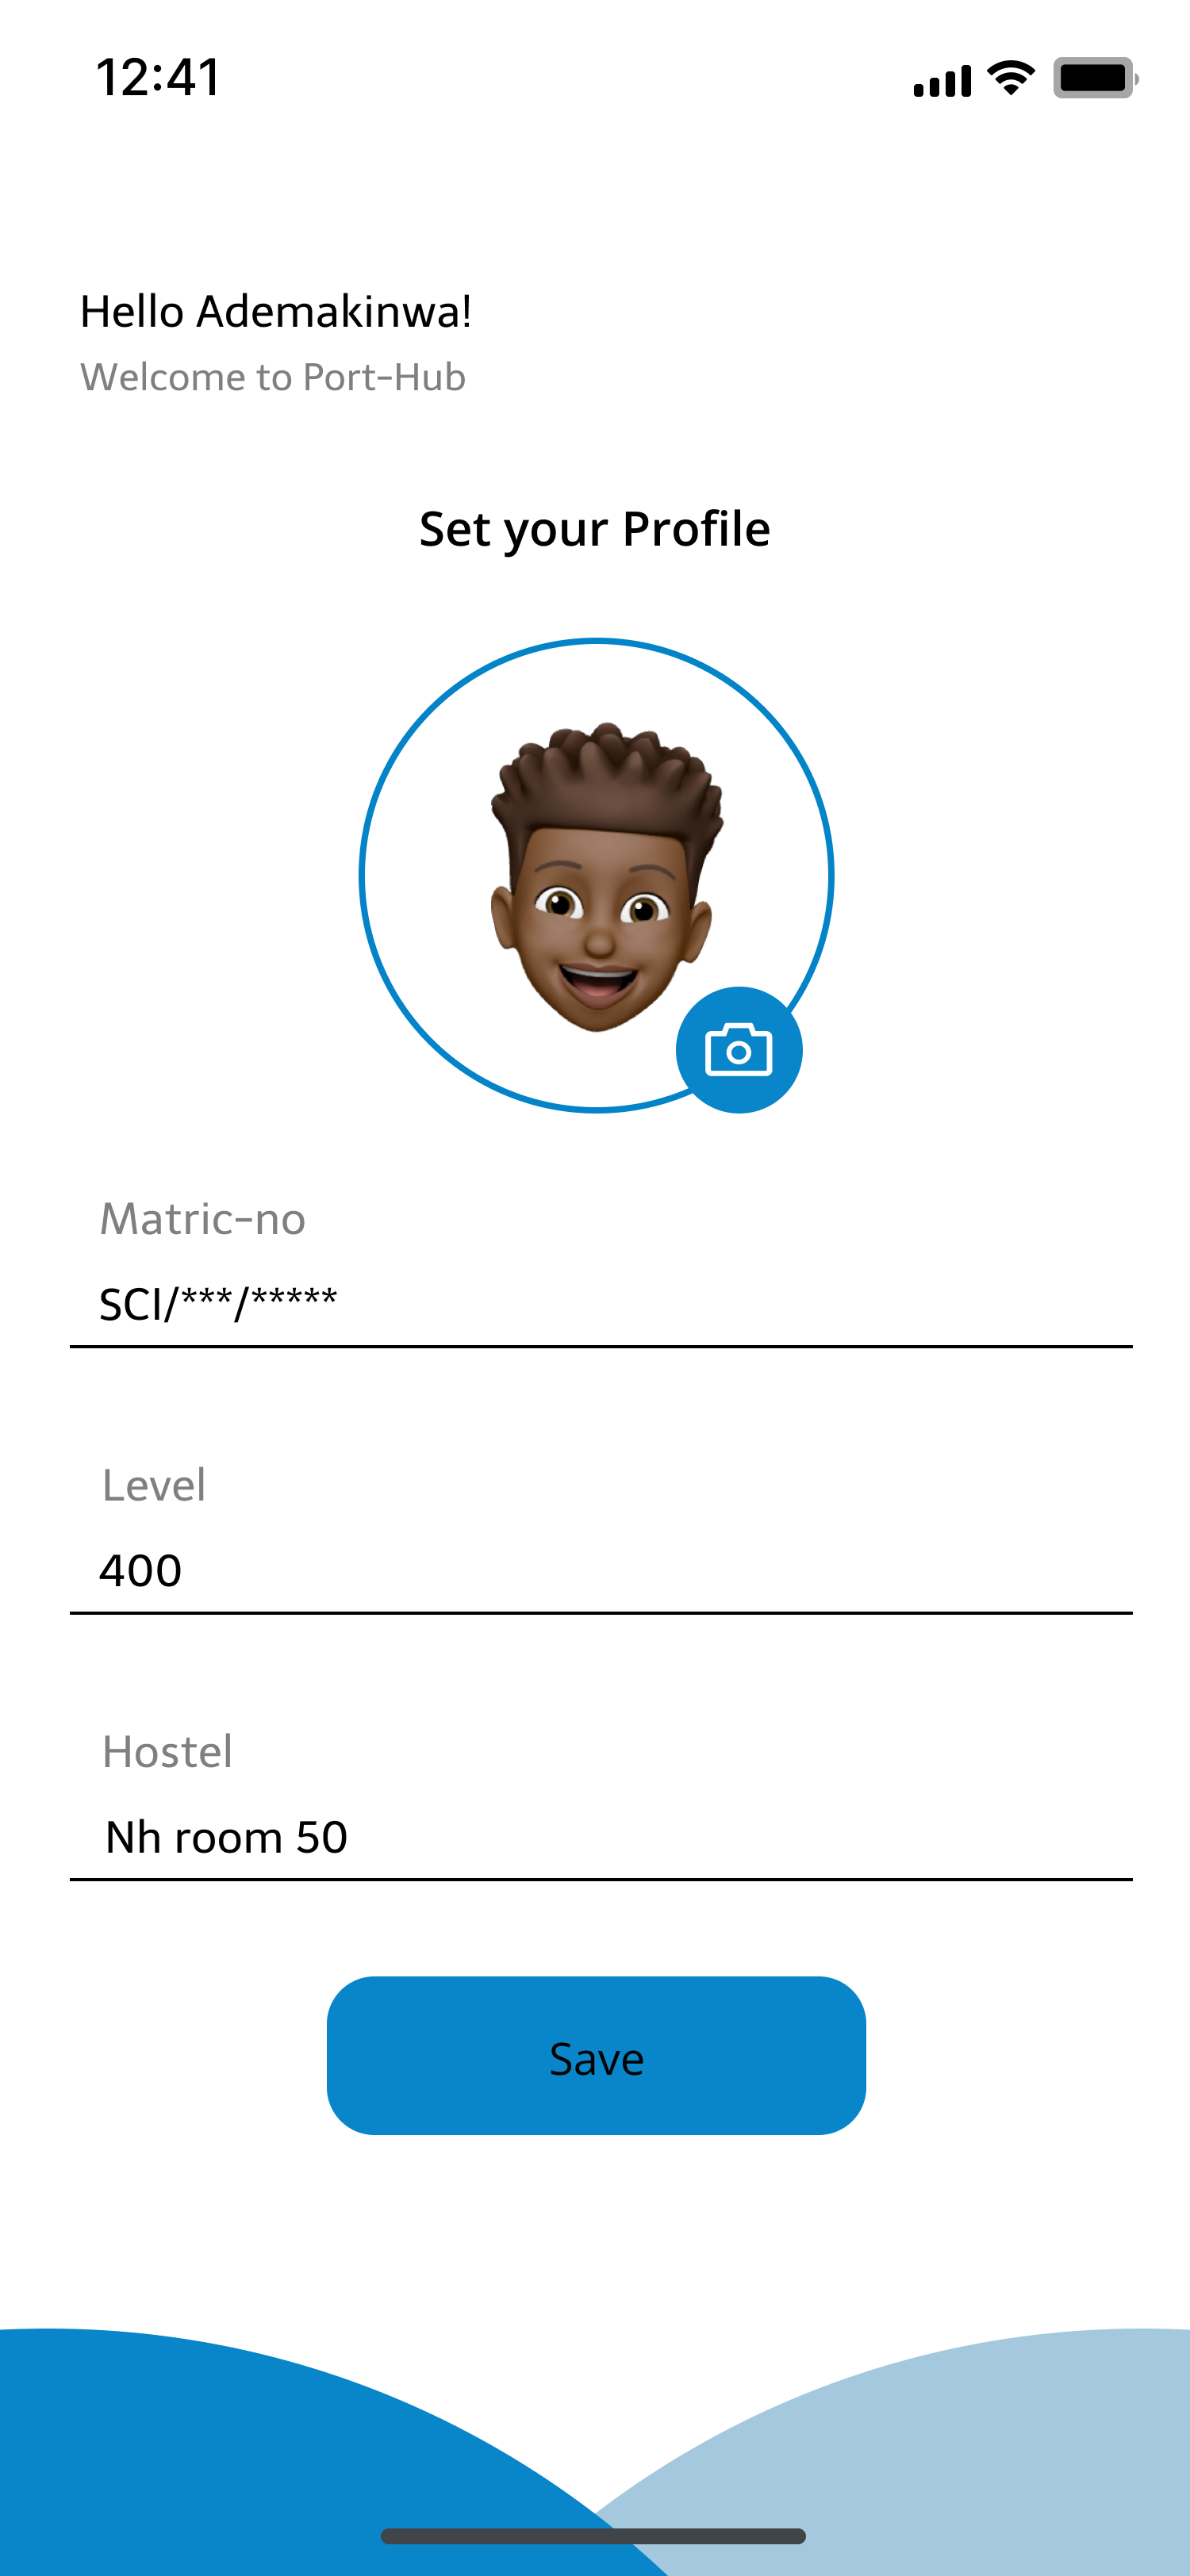 12:41
Hello Ademakinwa!
Welcome to Port-Hub
Set your Profile
Matric-no
SCI/***/*****
Level
400
Hostel
Nh room 50
Save